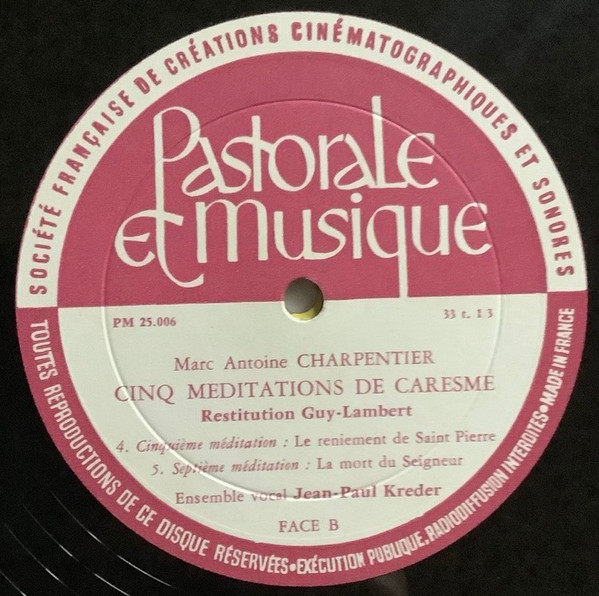 SOCIÉTÉ FRANÇAISE DE CRÉATIONS CINÉMATOGRAPHIQUES ET SONORES
Pastorale
et musique
PM 25.006
33 t. 1/3
Marc Antoine CHARPENTIER
CINQ MEDITATIONS DE CARESME
Restitution Guy-Lambert
4. Cinquième méditation : Le reniement de Saint Pierre
5. Septième méditation : La mort du Seigneur
Ensemble vocal Jean-Paul Kreder
FACE B
TOUTES REPRODUCTIONS DE CE DISQUE RÉSERVÉES•EXÉCUTION PUBLIQUE, RADIODIFFUSION INTERDITES•MADE IN FRANCE